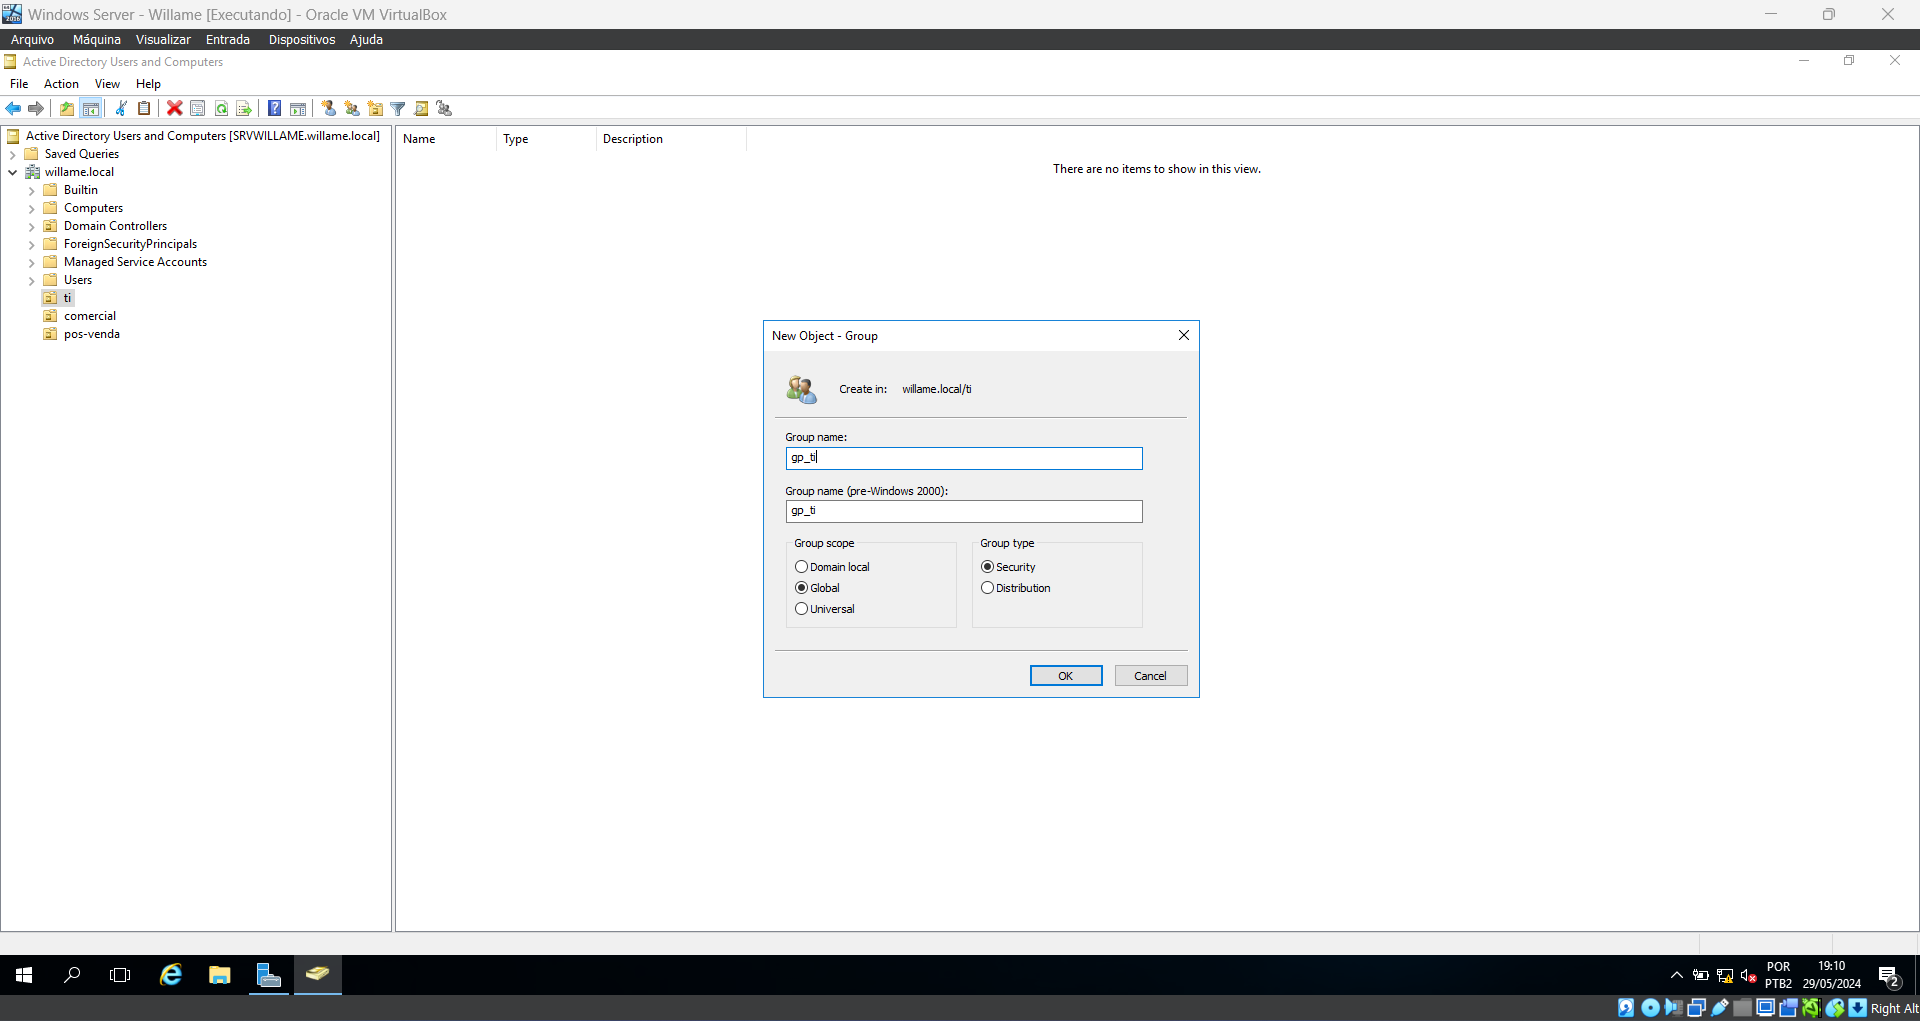 Windows Server - Willame [Executando] - Oracle VM VirtualBox
Arquivo Máquina Visualizar Entrada Dispositivos Ajuda
Active Directory Users and Computers
File Action View Help
Active Directory Users and Computers [SRVWILLAME.willame.local]
Saved Queries
willame.local
Builtin
Computers
Domain Controllers
ForeignSecurityPrincipals
Managed Service Accounts
Users
ti
comercial
pos-venda
Name Type Description
There are no items to show in this view.
New Object - Group
Create in: willame.local/ti
Group name:
gp_ti
Group name (pre-Windows 2000):
gp_ti
Group scope
Domain local
Global
Universal
Group type
Security
Distribution
OK Cancel
POR
PTB2
19:10
29/05/2024
2
Right Alt